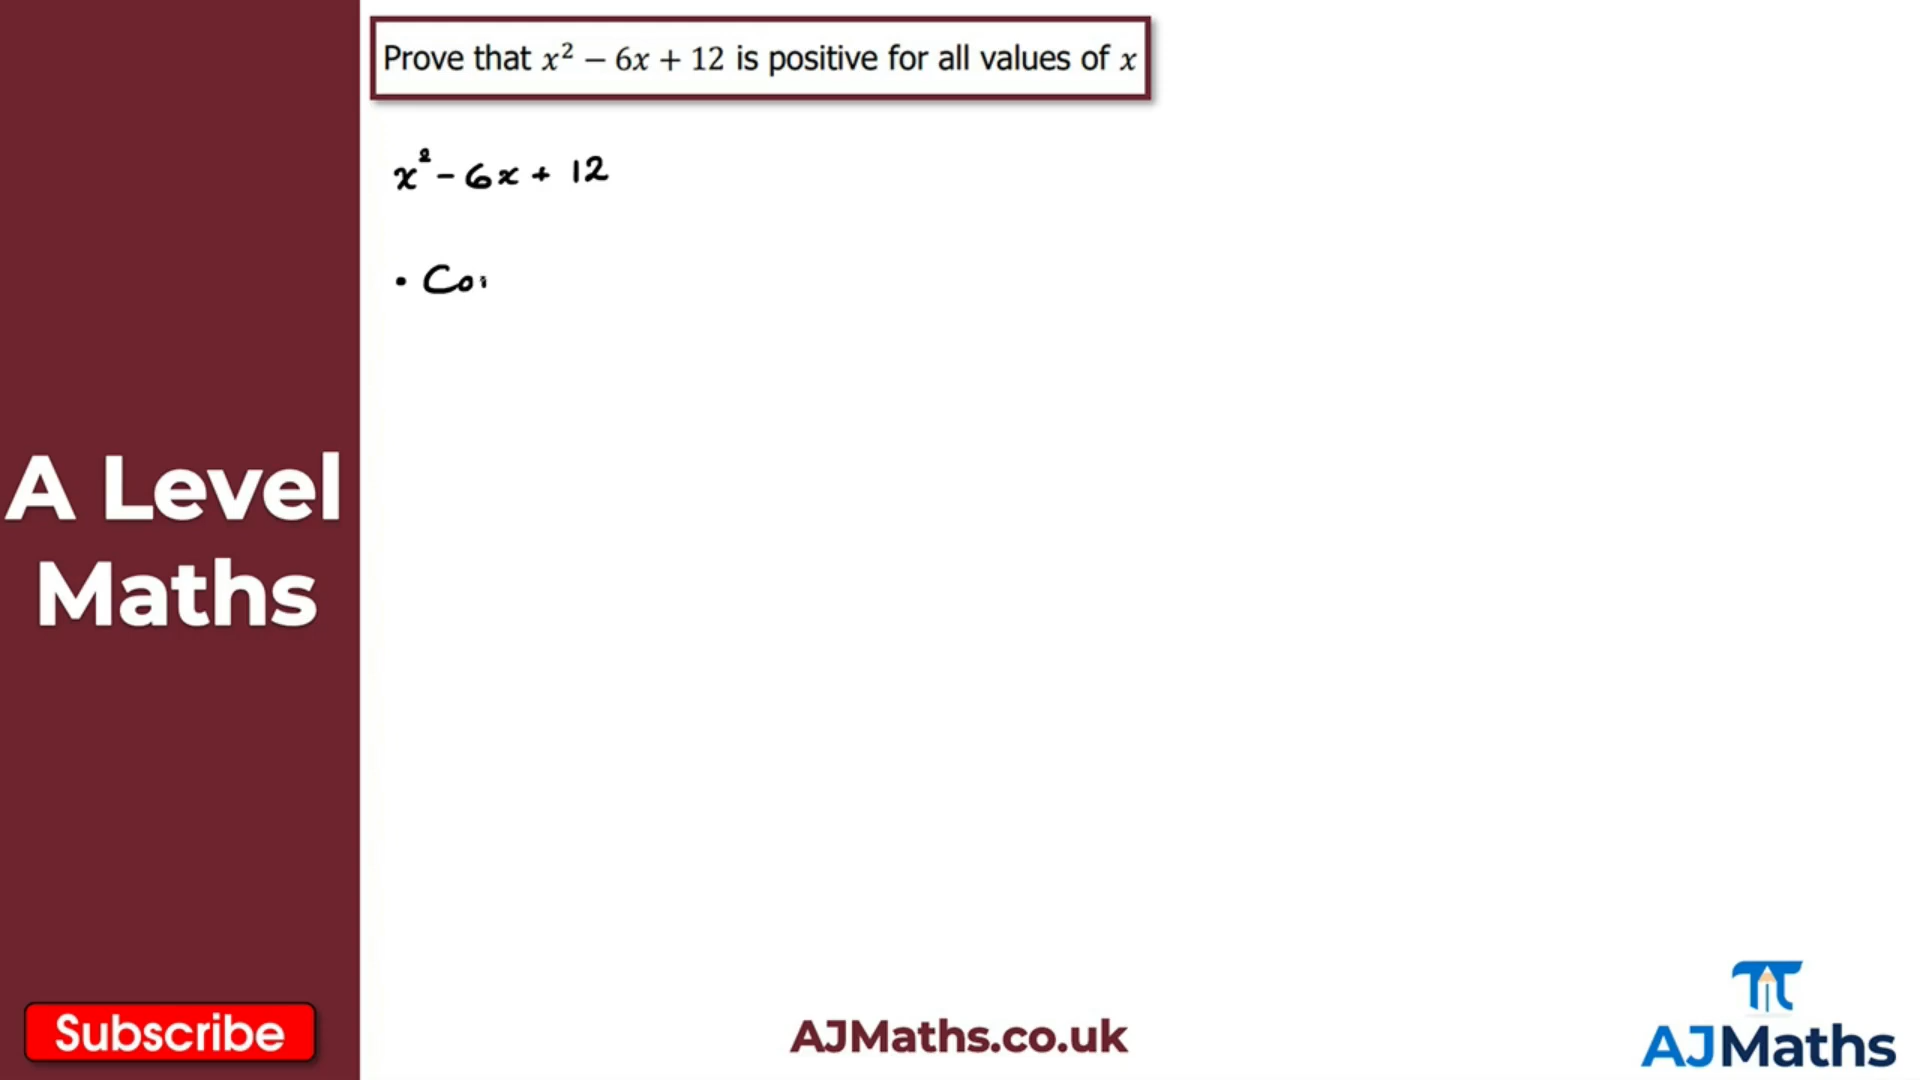 Prove that x² − 6x + 12 is positive for all values of x
x² - 6x + 12
A Level
Maths
Subscribe
AJMaths.co.uk
AJMaths